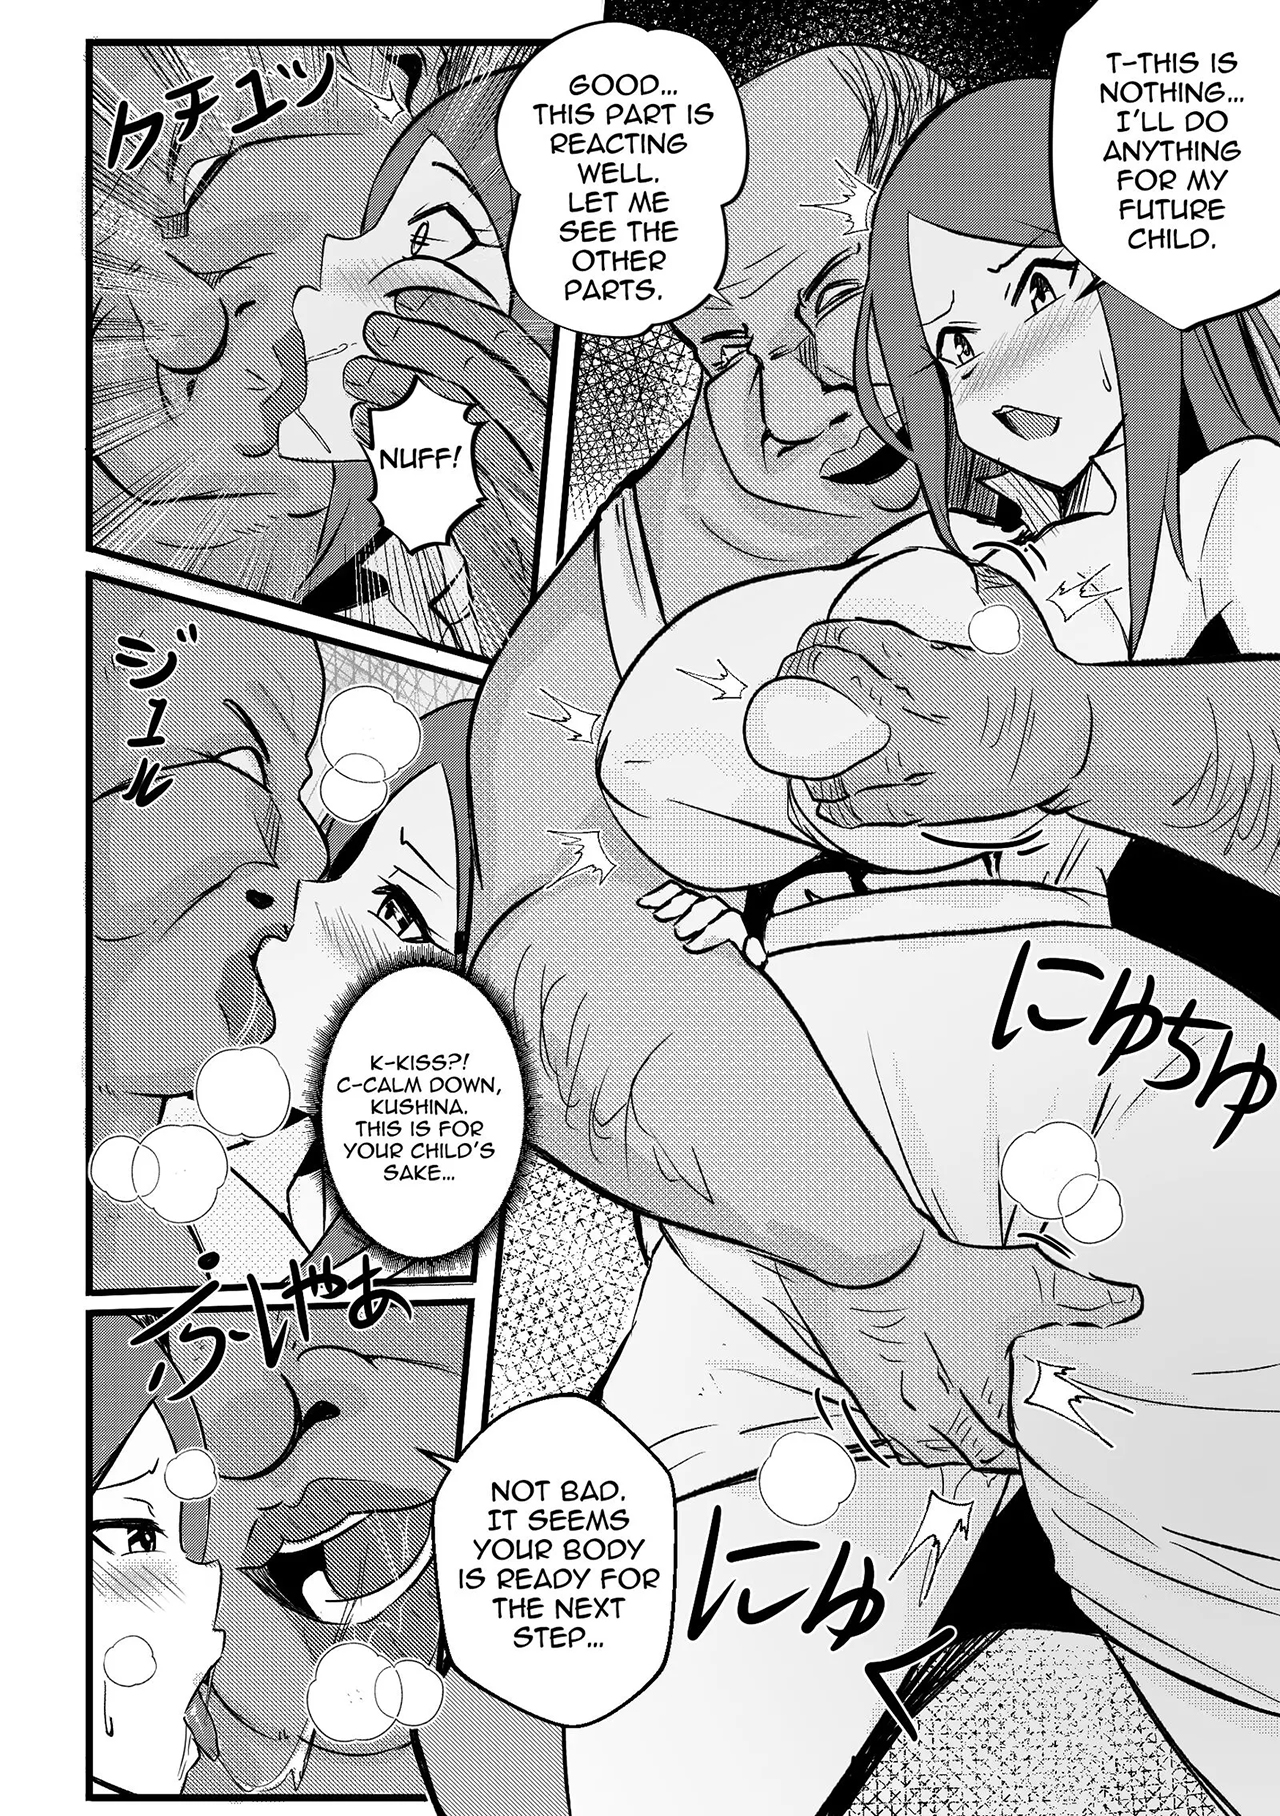 T-THIS IS
NOTHING...
I'LL DO
ANYTHING
FOR MY
FUTURE
CHILD.
GOOD...
THIS PART IS
REACTING
WELL.
LET ME
SEE THE
OTHER
PARTS.
ケチュッ
NUFF!
ジュル
K-KISS?!
C-CALM DOWN,
KUSHINA.
THIS IS FOR
YOUR CHILD'S
SAKE...
にゅちゅ
NOT BAD.
IT SEEMS
YOUR BODY
IS READY FOR
THE NEXT
STEP...
にゅく